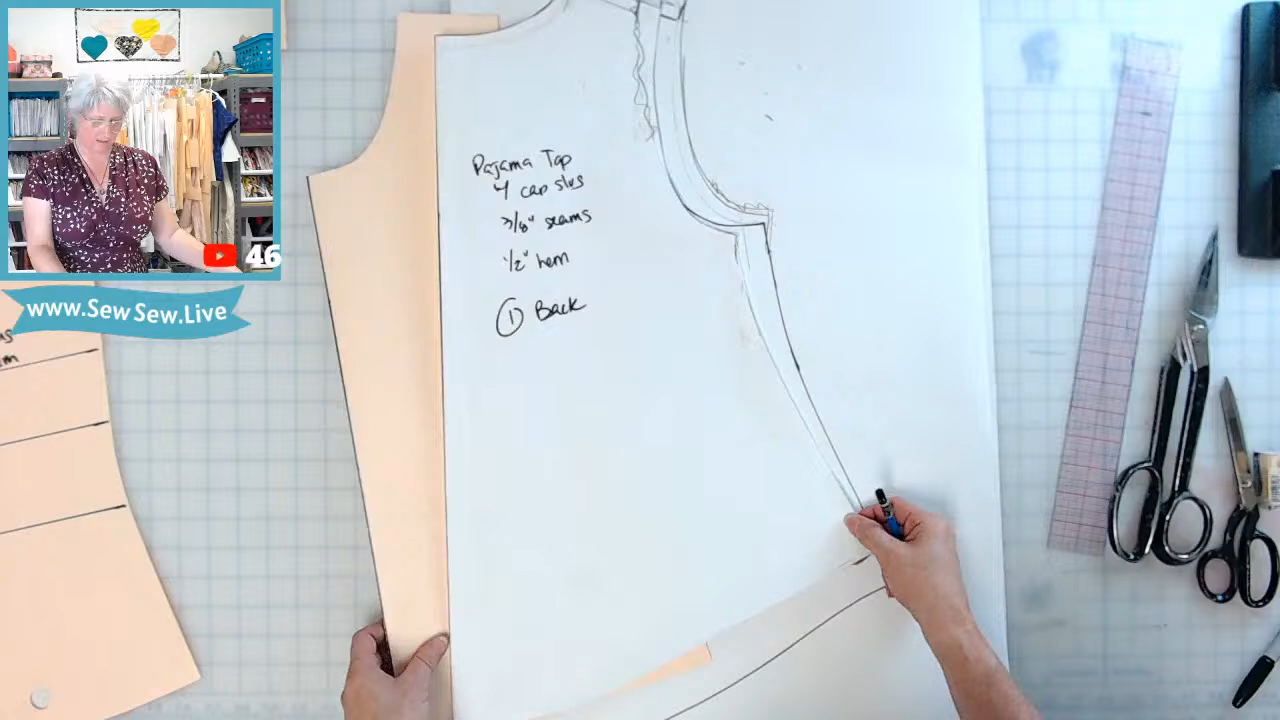 46
www.SewSew.Live
Pajama Top
4 cap slvs
3/8" seams
1/2" hem
1 Back